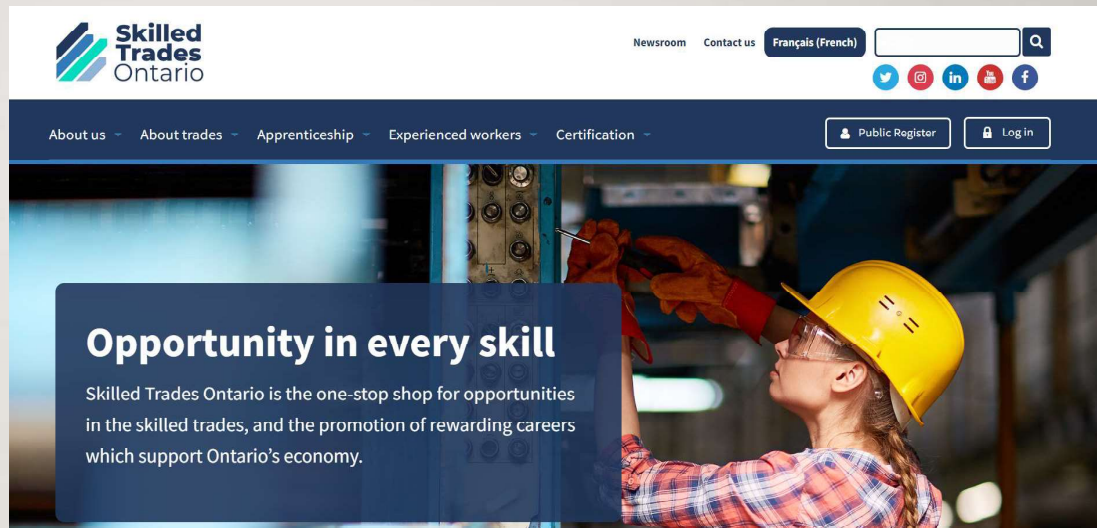 Skilled
Trades
Ontario
Newsroom Contact us Français (French)
You
Tube
About us About trades Apprenticeship Experienced workers Certification Public Register Log in
Opportunity in every skill
Skilled Trades Ontario is the one-stop shop for opportunities
in the skilled trades, and the promotion of rewarding careers
which support Ontario’s economy.